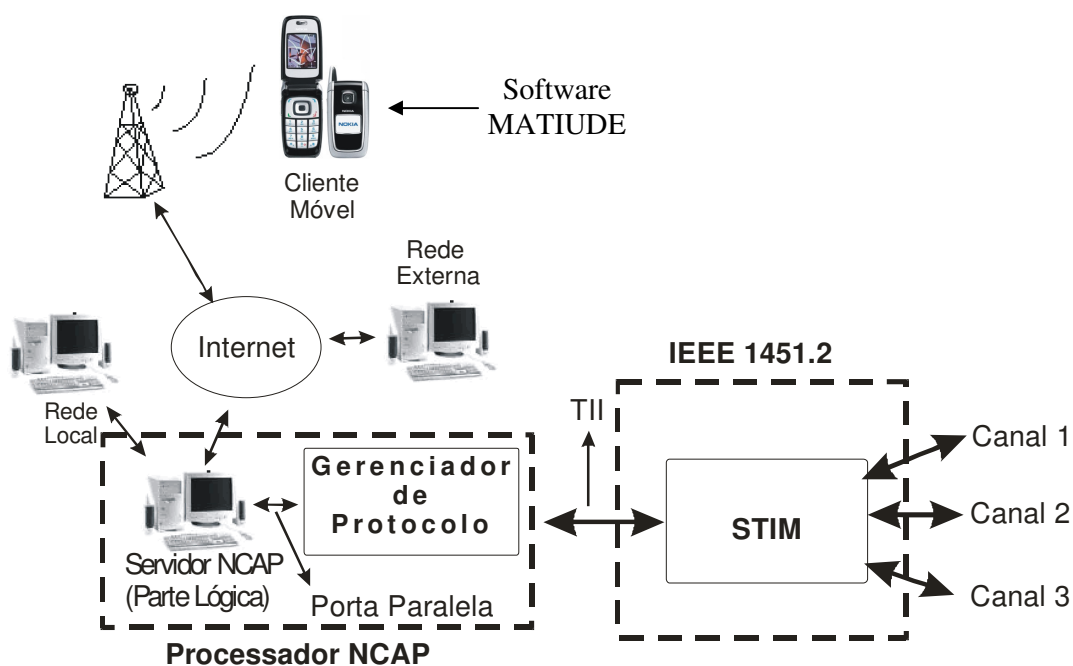 Software
MATIUDE
NOKIA
Cliente
Móvel
Rede
Externa
Internet
Rede
Local
IEEE 1451.2
TII
Gerenciador
de
Protocolo
STIM
Canal 1
Canal 2
Canal 3
Servidor NCAP
(Parte Lógica)
Porta Paralela
Processador NCAP